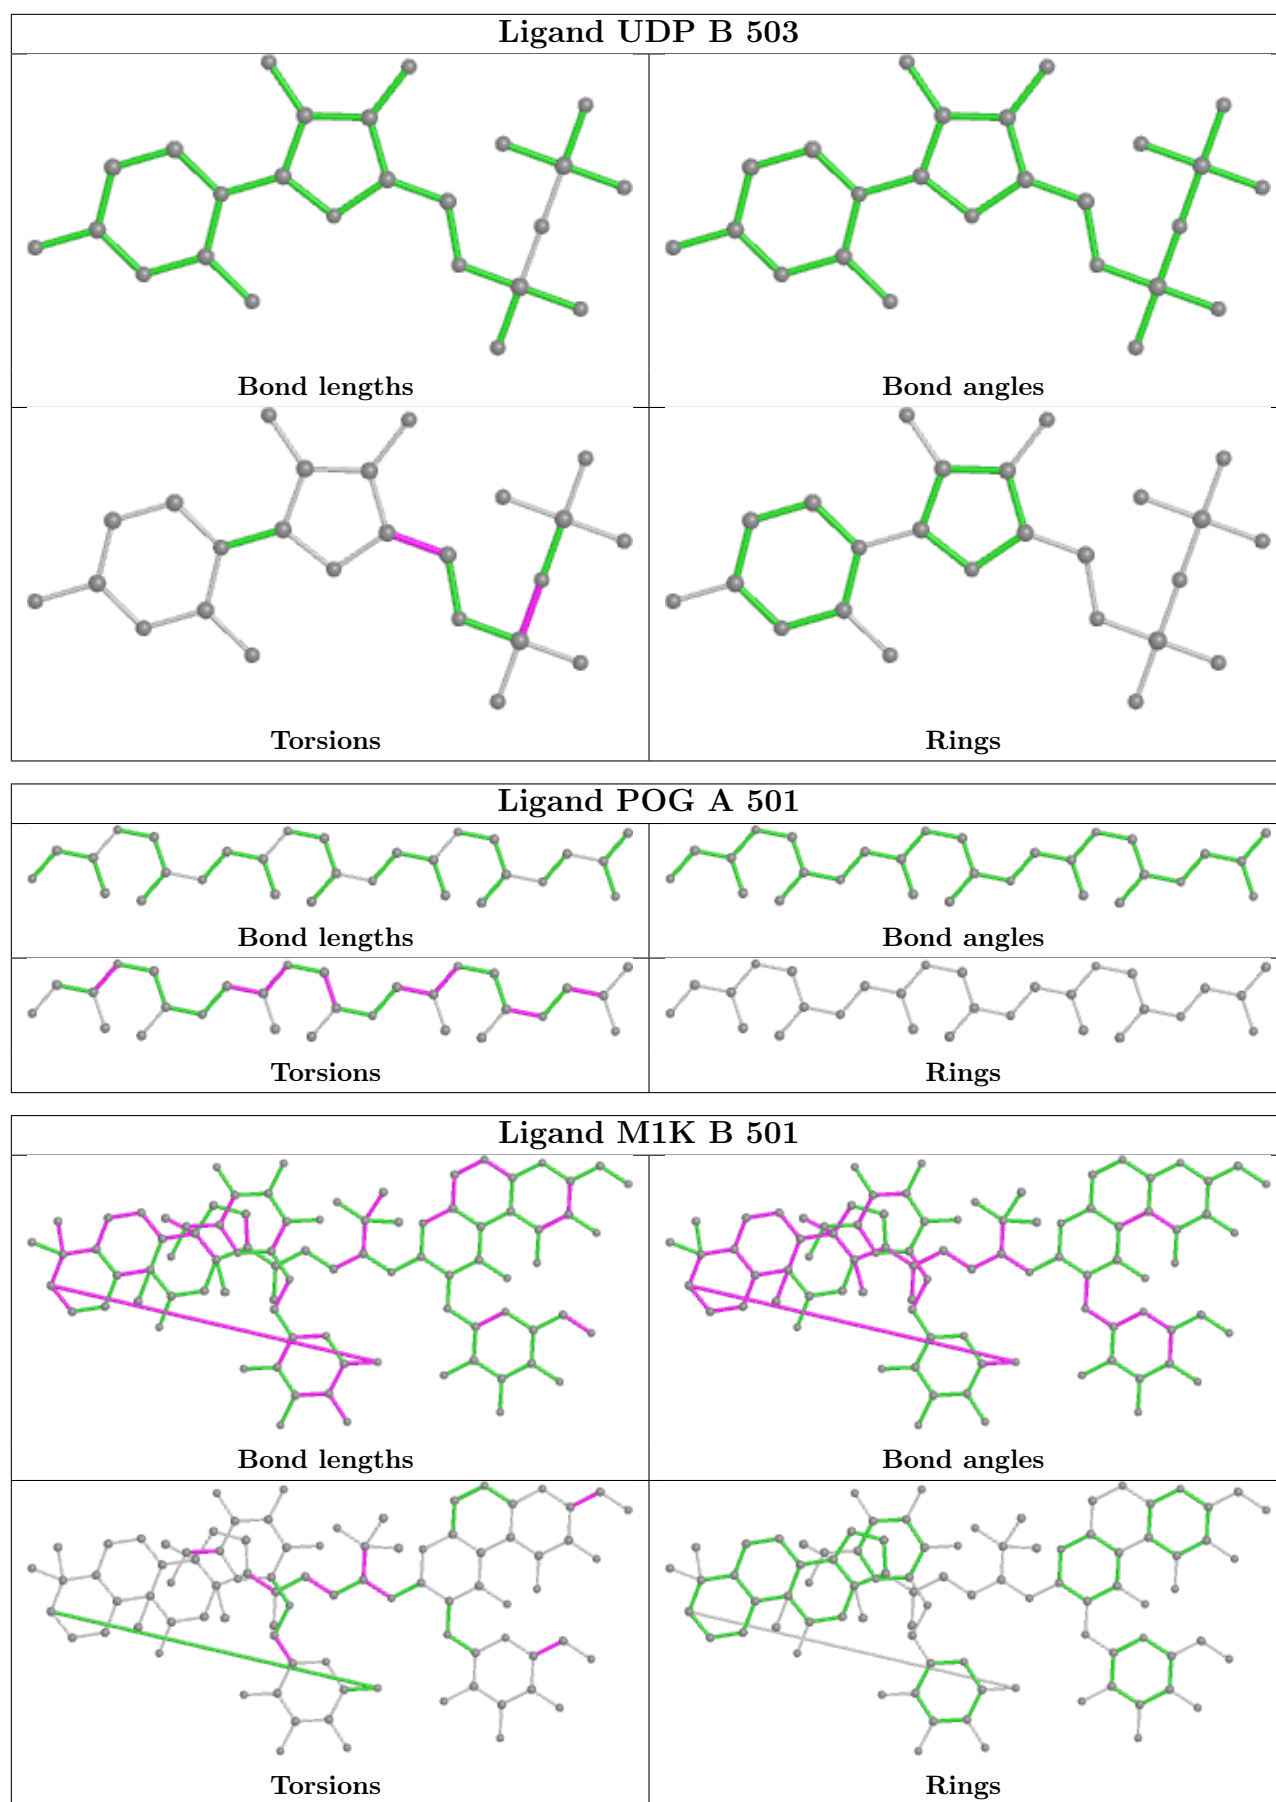 Ligand UDP B 503
Bond lengths
Bond angles
Torsions
Rings
Ligand POG A 501
Bond lengths
Bond angles
Torsions
Rings
Ligand M1K B 501
Bond lengths
Bond angles
Torsions
Rings